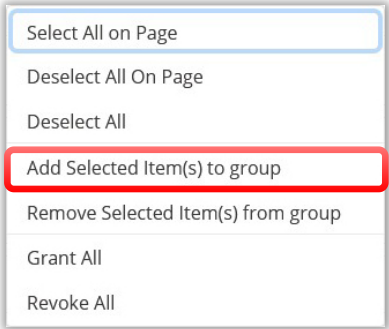 Select All on Page
Deselect All On Page
Deselect All
Add Selected Item(s) to group
Remove Selected Item(s) from group
Grant All
Revoke All